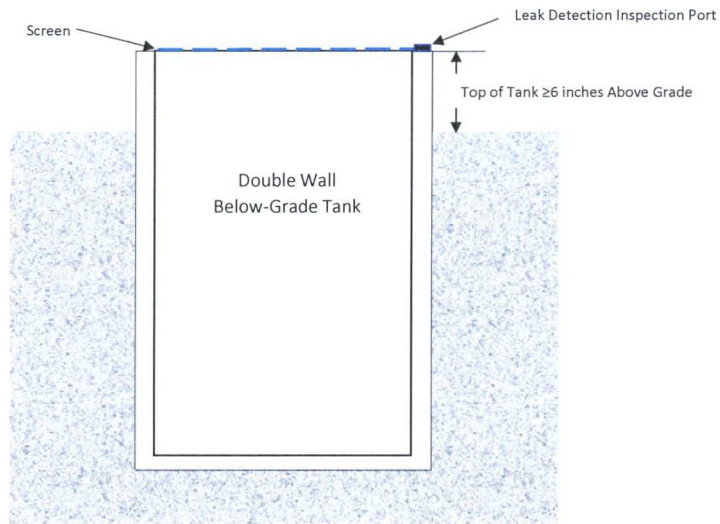 Leak Detection Inspection Port
Screen
Top of Tank ≥6 inches Above Grade
Double Wall
Below-Grade Tank